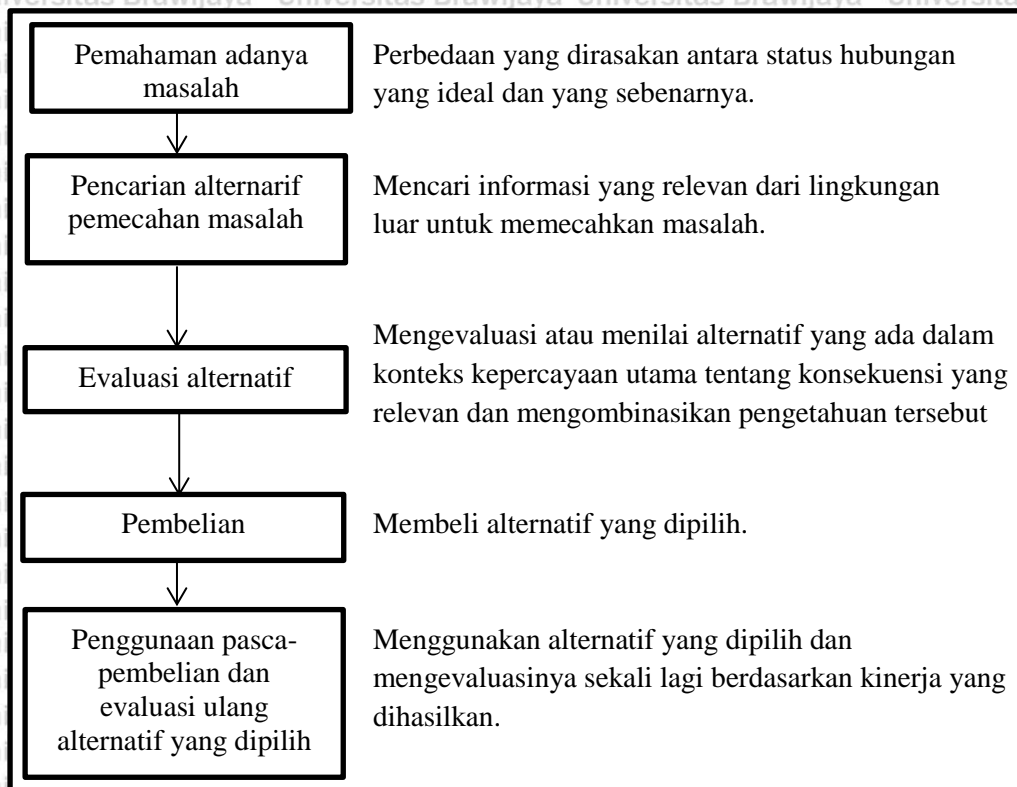 Pemahaman adanya
masalah
Perbedaan yang dirasakan antara status hubungan
yang ideal dan yang sebenarnya.
Pencarian alternarif
pemecahan masalah
Mencari informasi yang relevan dari lingkungan
luar untuk memecahkan masalah.
Evaluasi alternatif
Mengevaluasi atau menilai alternatif yang ada dalam
konteks kepercayaan utama tentang konsekuensi yang
relevan dan mengombinasikan pengetahuan tersebut
Pembelian
Membeli alternatif yang dipilih.
Penggunaan pasca-
pembelian dan
evaluasi ulang
alternatif yang dipilih
Menggunakan alternatif yang dipilih dan
mengevaluasinya sekali lagi berdasarkan kinerja yang
dihasilkan.